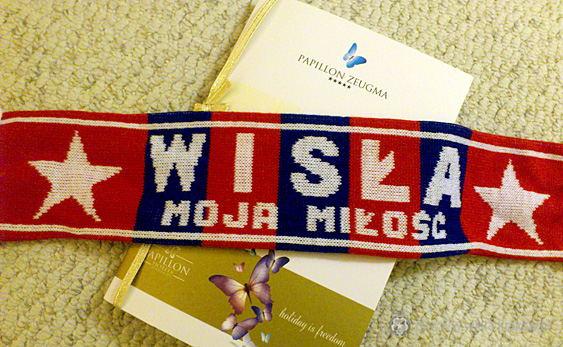 PAPILLON ZEUGMA
WISŁA
MOJA MIŁOŚĆ
PAPILLON
holiday is freedom